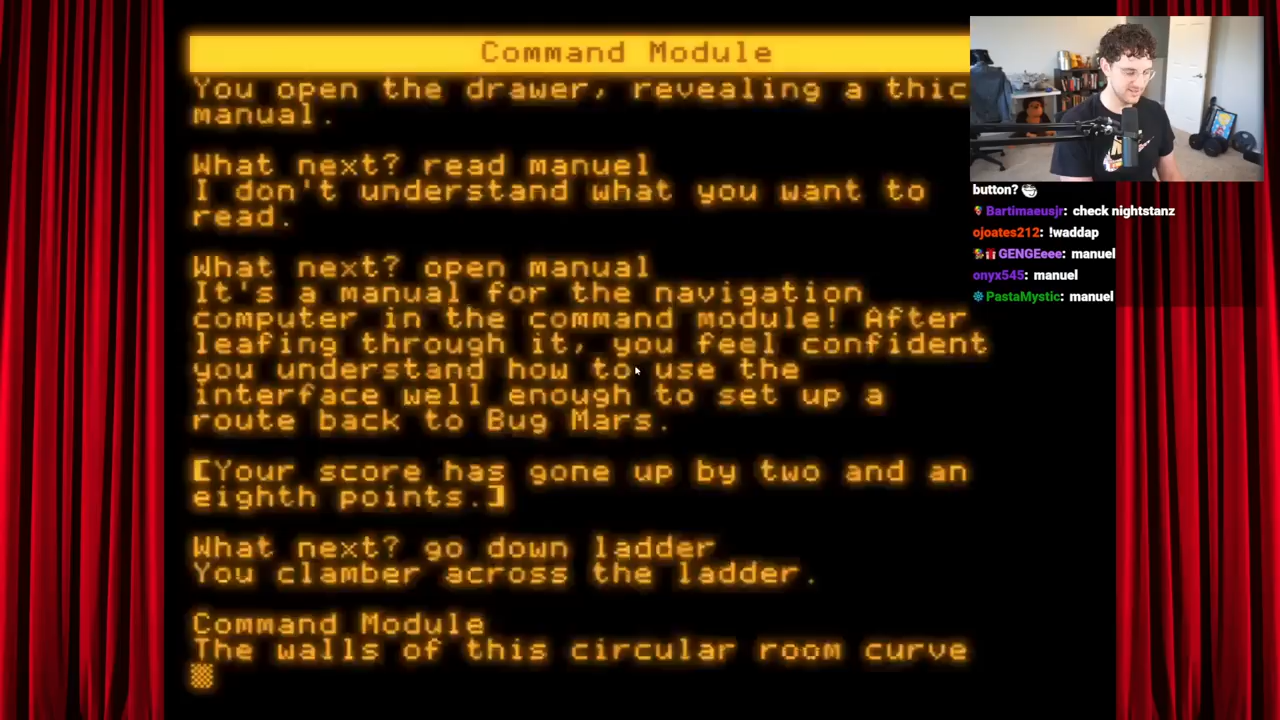 Command Module
You open the drawer, revealing a thic
manual.
What next? read manuel
I don't understand what you want to
read.
What next? open manual
It's a manual for the navigation
computer in the command module! After
leafing through it, you feel confident
you understand how to use the
interface well enough to set up a
route back to Bug Mars.
[Your score has gone up by two and an
eighth points.]
What next? go down ladder
You clamber across the ladder.
Command Module
The walls of this circular room curve
button?
Bartimaeusjr: check nightstanz
ojoates212: !waddap
GENGEeee: manuel
onyx545: manuel
PastaMystic: manuel